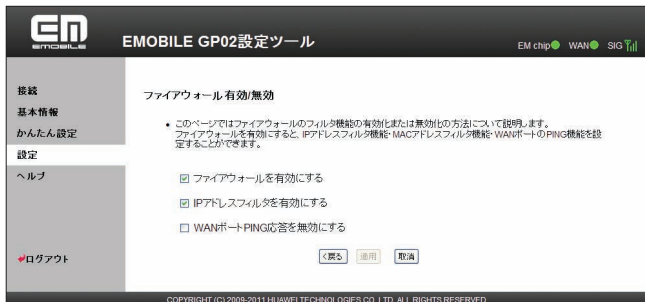 EM
EMOBILE
EMOBILE GP02設定ツール
EM chip WAN SIG
接続
基本情報
かんたん設定
設定
ヘルプ
ログアウト
ファイアウォール有効/無効
• このページではファイアウォールのフィルタ機能の有効化または無効化の方法について説明します。
ファイアウォールを有効にすると、IPアドレスフィルタ機能・MACアドレスフィルタ機能・WANポートのPING機能を設
定することができます。
ファイアウォールを有効にする
IPアドレスフィルタを有効にする
WANポートPING応答を無効にする
<戻る 適用 取消
COPYRIGHT (C) 2009-2011 HUAWEI TECHNOLOGIES CO., LTD. ALL RIGHTS RESERVED.